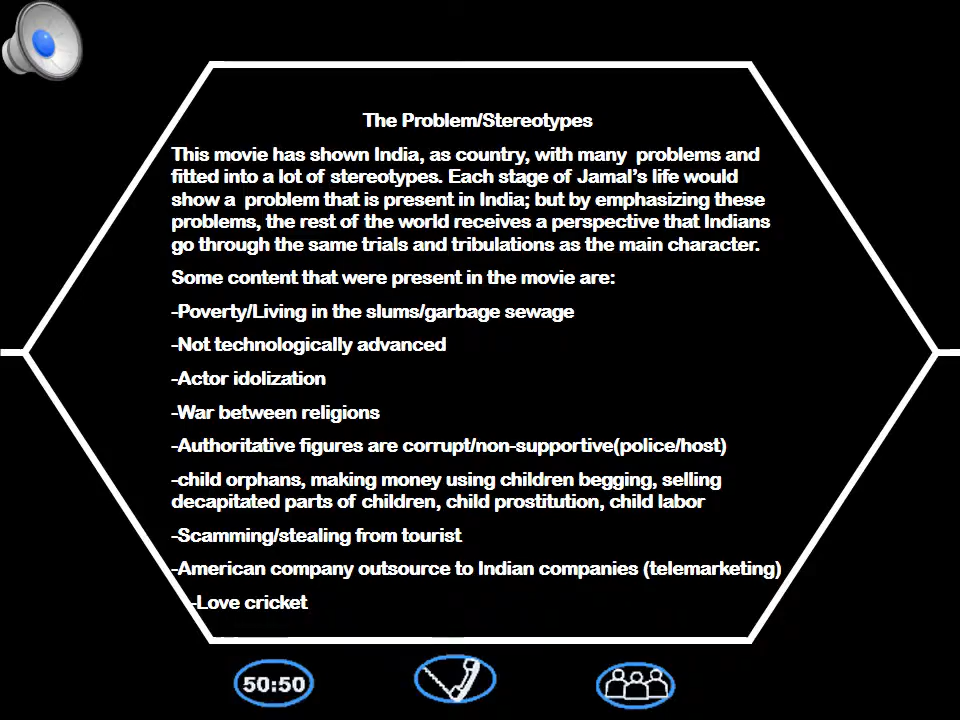 The Problem/Stereotypes
This movie has shown India, as country, with many problems and
fitted into a lot of stereotypes. Each stage of Jamal’s life would
show a problem that is present in India; but by emphasizing these
problems, the rest of the world receives a perspective that Indians
go through the same trials and tribulations as the main character.
Some content that were present in the movie are:
-Poverty/Living in the slums/garbage sewage
-Not technologically advanced
-Actor idolization
-War between religions
-Authoritative figures are corrupt/non-supportive(police/host)
-child orphans, making money using children begging, selling
decapitated parts of children, child prostitution, child labor
-Scamming/stealing from tourist
-American company outsource to Indian companies (telemarketing)
-Love cricket
50:50